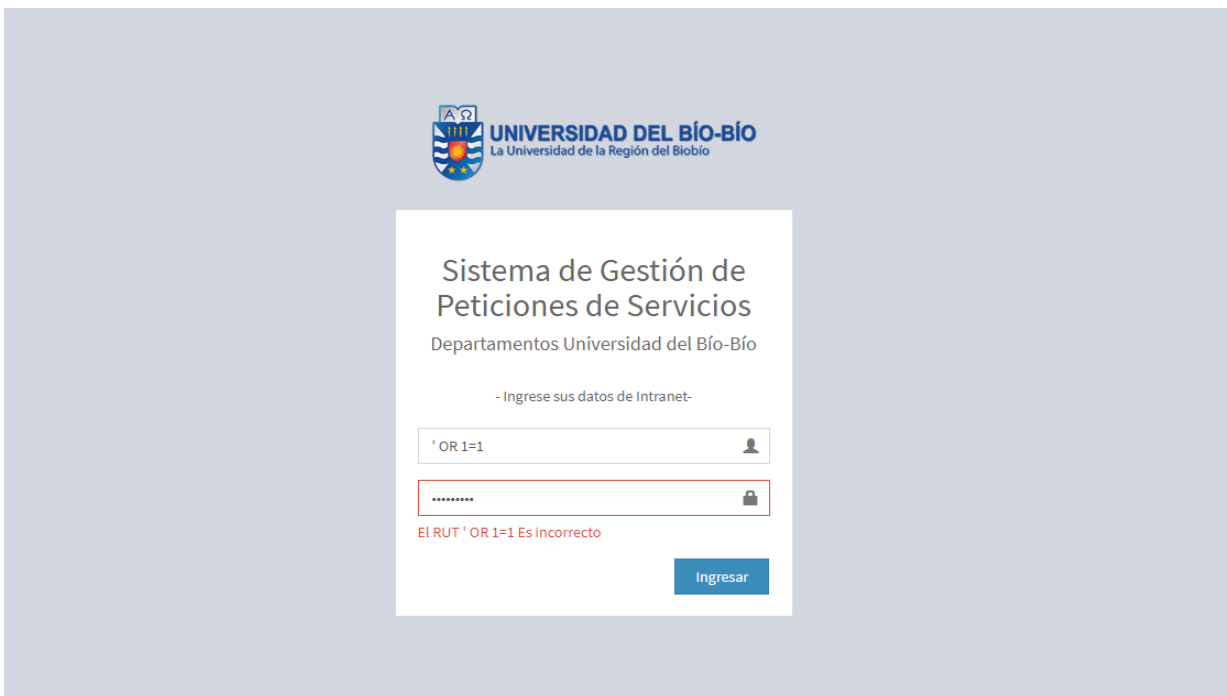 Α Ω
UNIVERSIDAD DEL BÍO-BÍO
La Universidad de la Región del Biobío
Sistema de Gestión de
Peticiones de Servicios
Departamentos Universidad del Bío-Bío
- Ingrese sus datos de Intranet-
' OR 1=1
•••••••••
El RUT ' OR 1=1 Es incorrecto
Ingresar